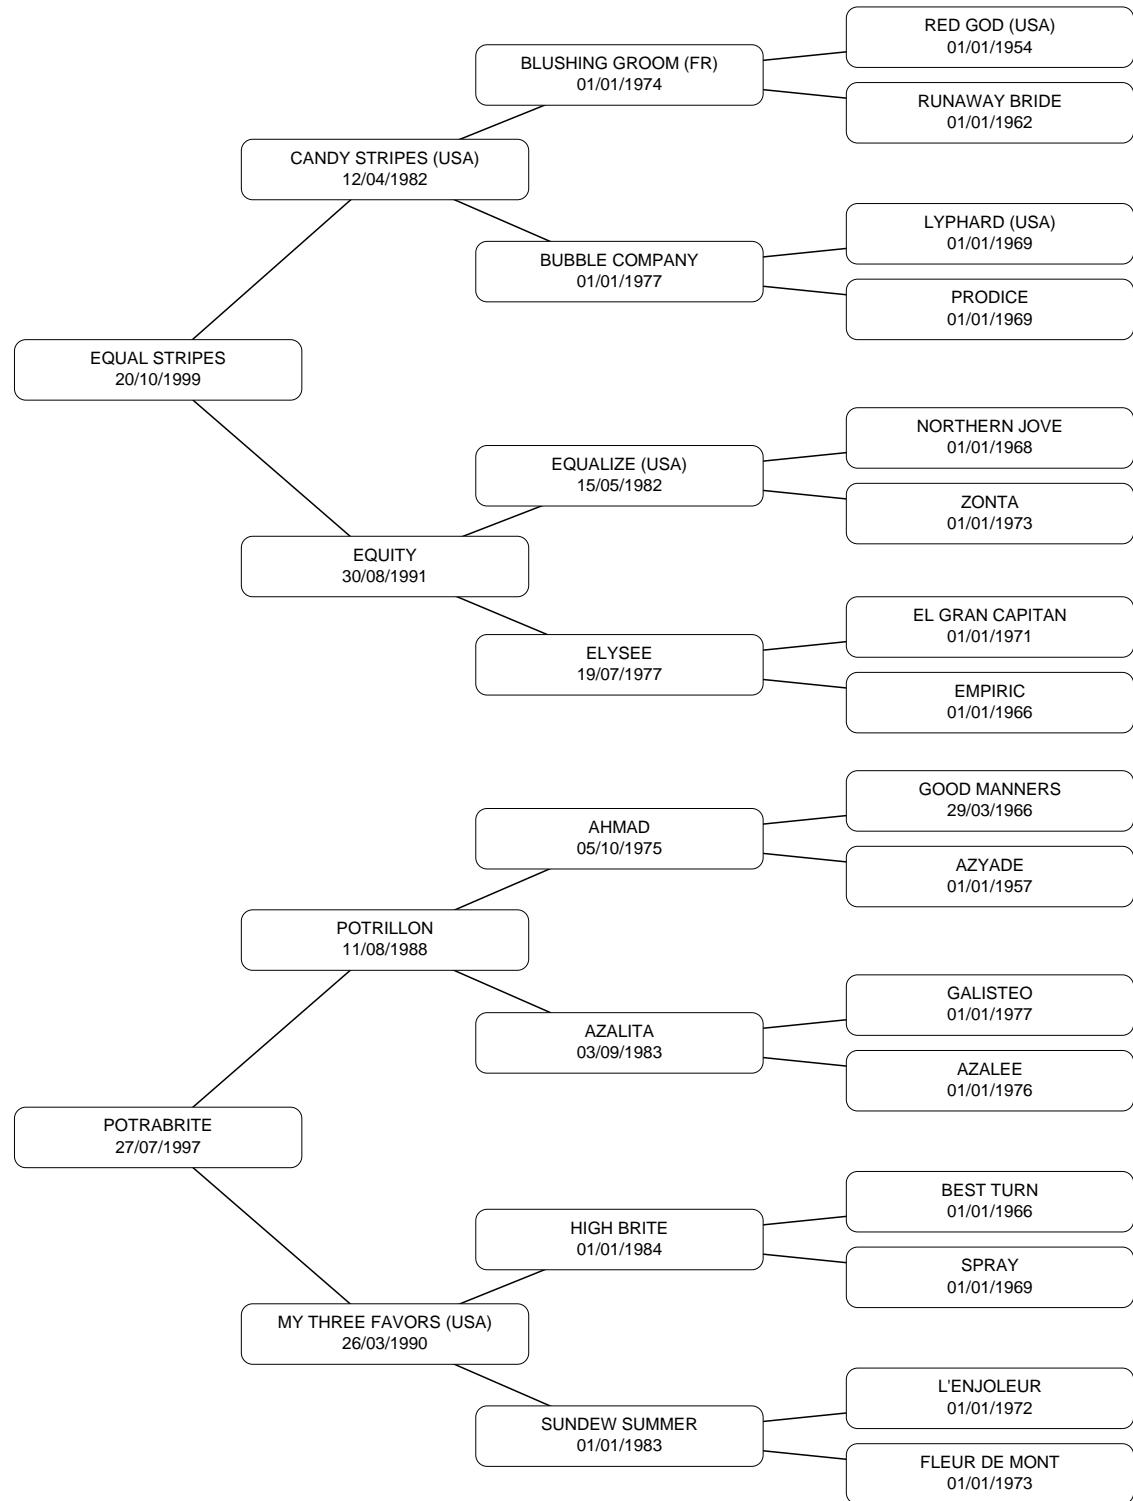 RED GOD (USA)
01/01/1954
BLUSHING GROOM (FR)
01/01/1974
RUNAWAY BRIDE
01/01/1962
CANDY STRIPES (USA)
12/04/1982
LYPHARD (USA)
01/01/1969
BUBBLE COMPANY
01/01/1977
PRODICE
01/01/1969
EQUAL STRIPES
20/10/1999
NORTHERN JOVE
01/01/1968
EQUALIZE (USA)
15/05/1982
ZONTA
01/01/1973
EQUITY
30/08/1991
EL GRAN CAPITAN
01/01/1971
ELYSEE
19/07/1977
EMPIRIC
01/01/1966
GOOD MANNERS
29/03/1966
AHMAD
05/10/1975
AZYADE
01/01/1957
POTRILLON
11/08/1988
GALISTEO
01/01/1977
AZALITA
03/09/1983
AZALEE
01/01/1976
POTRABRITE
27/07/1997
BEST TURN
01/01/1966
HIGH BRITE
01/01/1984
SPRAY
01/01/1969
MY THREE FAVORS (USA)
26/03/1990
L'ENJOLEUR
01/01/1972
SUNDEW SUMMER
01/01/1983
FLEUR DE MONT
01/01/1973